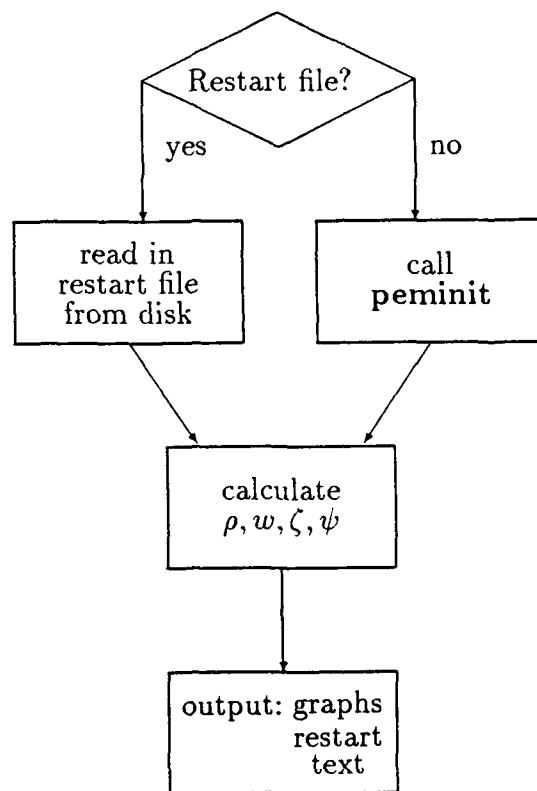 Restart file?
yes
no
read in
restart file
from disk
call
peminit
calculate
ρ, w, ζ, ψ
output: graphs
restart
text